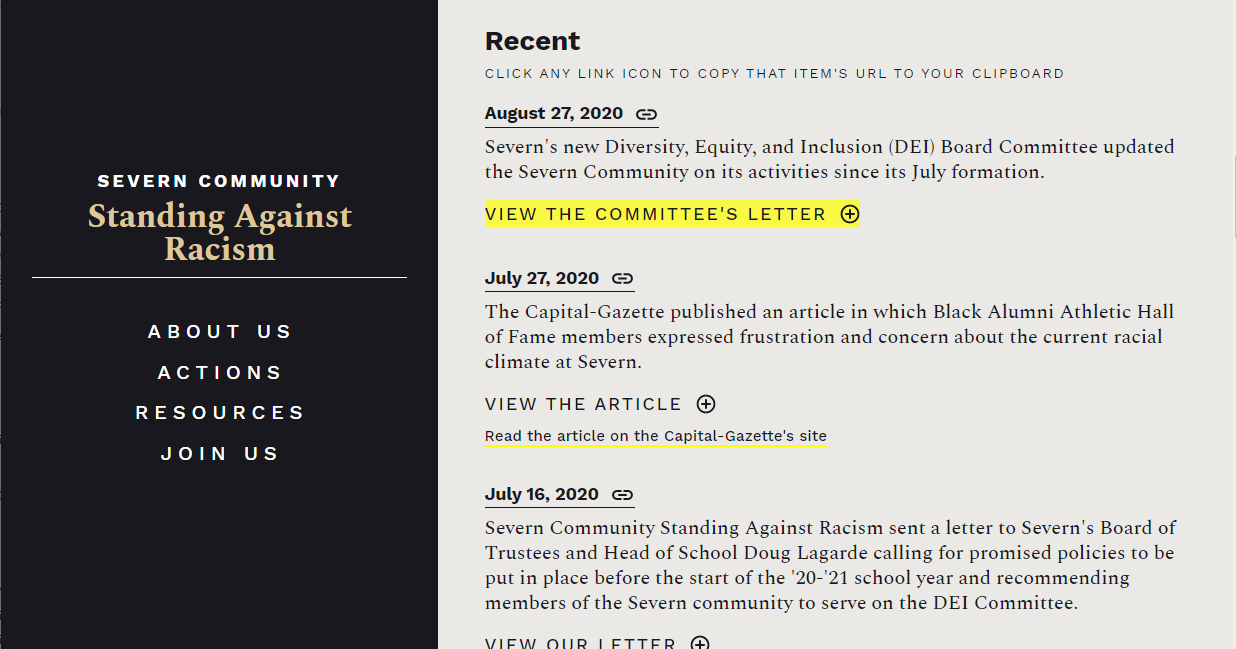 SEVERN COMMUNITY
Standing Against
Racism
ABOUT US
ACTIONS
RESOURCES
JOIN US
Recent
CLICK ANY LINK ICON TO COPY THAT ITEM'S URL TO YOUR CLIPBOARD
August 27, 2020
Severn's new Diversity, Equity, and Inclusion (DEI) Board Committee updated
the Severn Community on its activities since its July formation.
VIEW THE COMMITTEE'S LETTER
July 27, 2020
The Capital-Gazette published an article in which Black Alumni Athletic Hall
of Fame members expressed frustration and concern about the current racial
climate at Severn.
VIEW THE ARTICLE
Read the article on the Capital-Gazette's site
July 16, 2020
Severn Community Standing Against Racism sent a letter to Severn's Board of
Trustees and Head of School Doug Lagarde calling for promised policies to be
put in place before the start of the '20-'21 school year and recommending
members of the Severn community to serve on the DEI Committee.
VIEW OUR LETTER